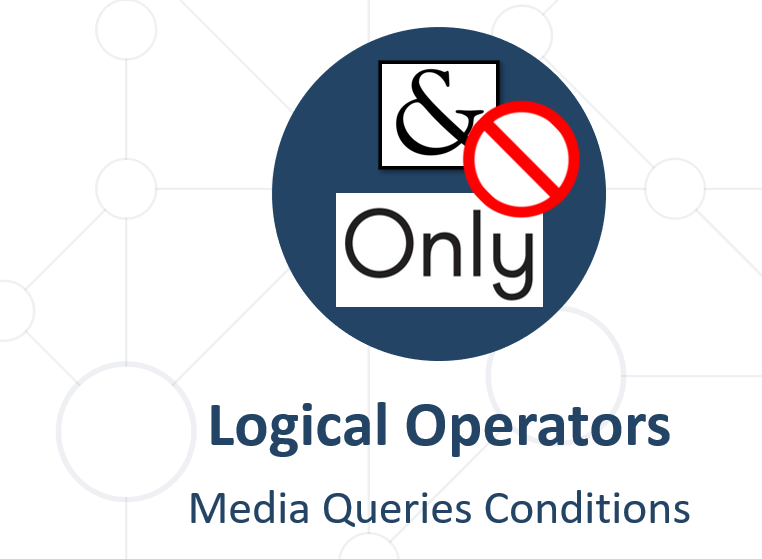 &
Only
Logical Operators
Media Queries Conditions